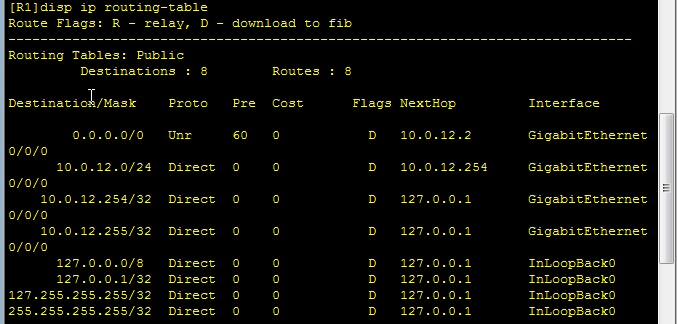 [R1]disp ip routing-table
Route Flags: R - relay, D - download to fib
------------------------------------------------------------------------------
Routing Tables: Public
         Destinations : 8        Routes : 8
Destination/Mask    Proto   Pre  Cost      Flags NextHop         Interface
        0.0.0.0/0   Unr     60   0           D   10.0.12.2       GigabitEthernet
0/0/0
      10.0.12.0/24  Direct  0    0           D   10.0.12.254     GigabitEthernet
0/0/0
    10.0.12.254/32  Direct  0    0           D   127.0.0.1       GigabitEthernet
0/0/0
    10.0.12.255/32  Direct  0    0           D   127.0.0.1       GigabitEthernet
0/0/0
      127.0.0.0/8   Direct  0    0           D   127.0.0.1       InLoopBack0
      127.0.0.1/32  Direct  0    0           D   127.0.0.1       InLoopBack0
127.255.255.255/32  Direct  0    0           D   127.0.0.1       InLoopBack0
255.255.255.255/32  Direct  0    0           D   127.0.0.1       InLoopBack0